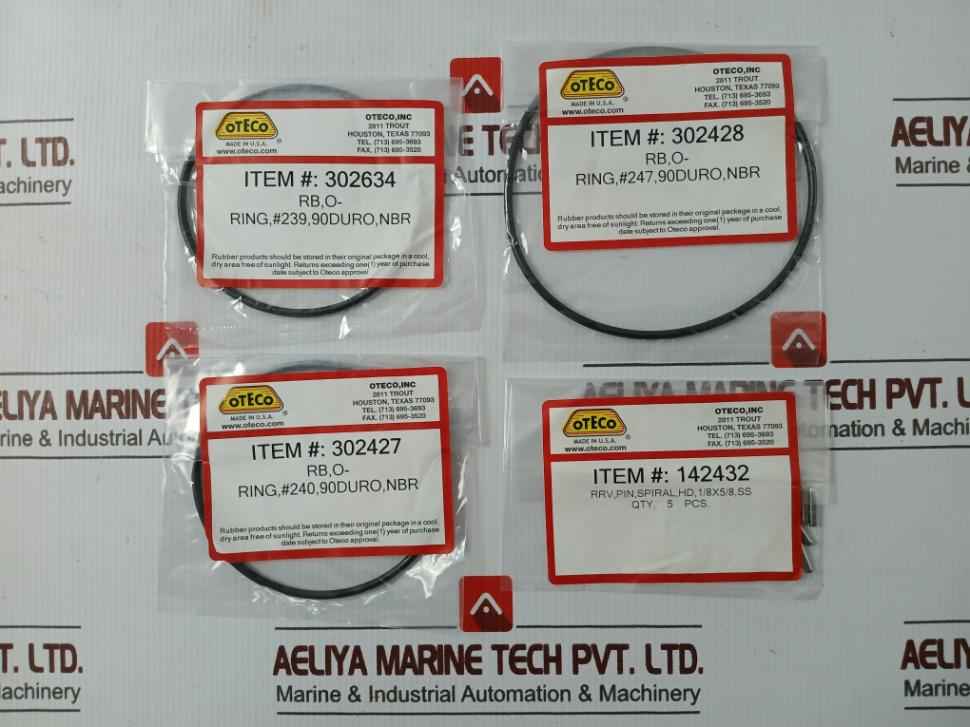 OTECO
MADE IN U.S.A.
www.oteco.com
OTECO,INC
2811 TROUT
HOUSTON, TEXAS 77093
TEL. (713) 695-3693
FAX. (713) 695-3520
ITEM #: 302634
RB,O-
RING,#239,90DURO,NBR
Rubber products should be stored in their original package in a cool,
dry area free of sunlight. Returns exceeding one(1) year of purchase
date subject to Oteco approval.
OTECO
MADE IN U.S.A.
www.oteco.com
OTECO,INC
2811 TROUT
HOUSTON, TEXAS 77093
TEL. (713) 695-3693
FAX. (713) 695-3520
ITEM #: 302428
RB,O-
RING,#247,90DURO,NBR
Rubber products should be stored in their original package in a cool,
dry area free of sunlight. Returns exceeding one(1) year of purchase
date subject to Oteco approval.
OTECO
MADE IN U.S.A.
www.oteco.com
OTECO,INC
2811 TROUT
HOUSTON, TEXAS 77093
TEL. (713) 695-3693
FAX. (713) 695-3520
ITEM #: 302427
RB,O-
RING,#240,90DURO,NBR
Rubber products should be stored in their original package in a cool,
dry area free of sunlight. Returns exceeding one(1) year of purchase
date subject to Oteco approval.
OTECO
MADE IN U.S.A.
www.oteco.com
OTECO,INC
2811 TROUT
HOUSTON, TEXAS 77093
TEL. (713) 695-3693
FAX. (713) 695-3520
ITEM #: 142432
RRV,PIN,SPIRAL,HD,1/8X5/8,SS
QTY. 5 PCS.
T. LTD.
Machinery
AELIYA
Marine &
AELIYA MARINE TECH PVT. LTD.
Marine & Industrial Automation & Machinery
T. LTD.
Machinery